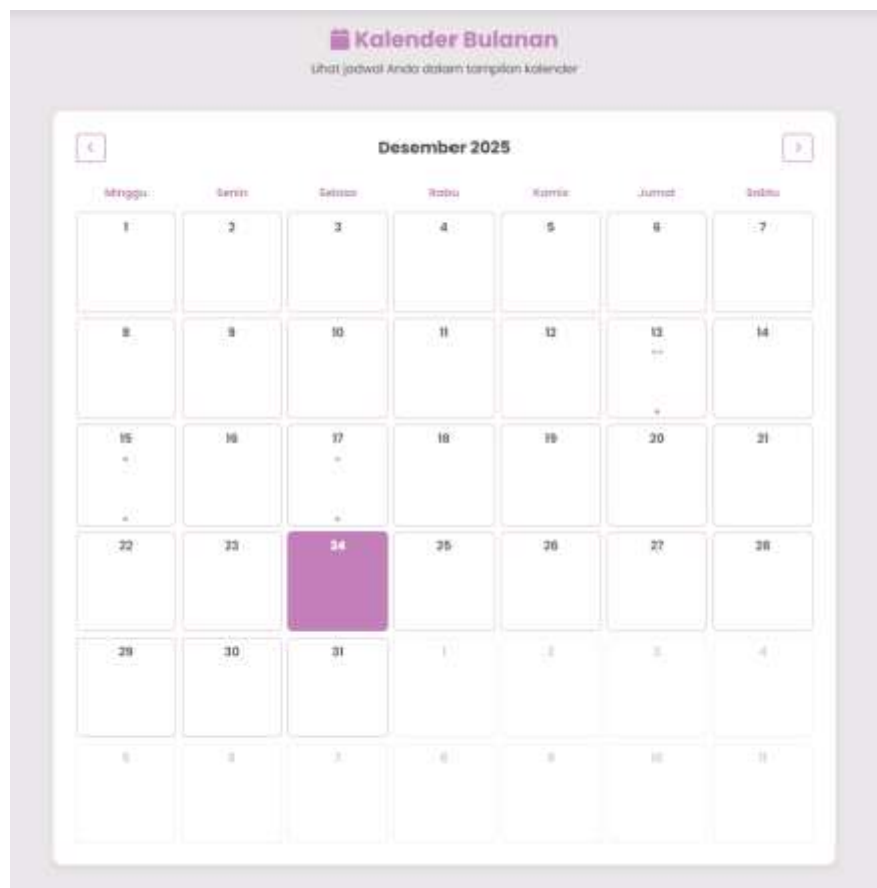 Kalender Bulanan
Lihat jadwal Anda dalam tampilan kalender
Desember 2025
Minggu Senin Selasa Rabu Kamis Jumat Sabtu
1 2 3 4 5 6 7
8 9 10 11 12 13 14
15 16 17 18 19 20 21
22 23 24 25 26 27 28
29 30 31 1 2 3 4
5 6 7 8 9 10 11